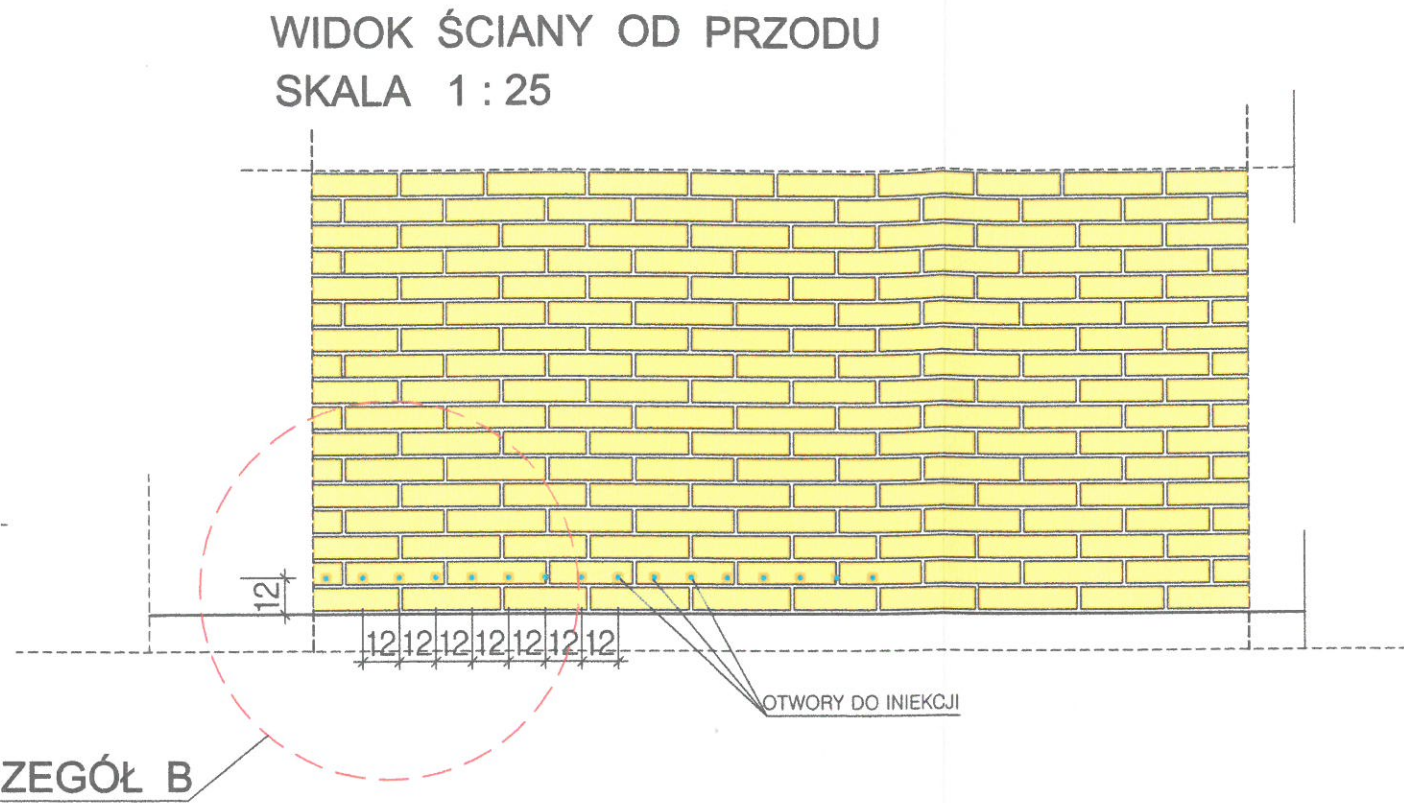 WIDOK ŚCIANY OD PRZODU
SKALA 1 : 25
12
12 12 12 12 12 12 12
OTWORY DO INIEKCJI
ZEGÓŁ B